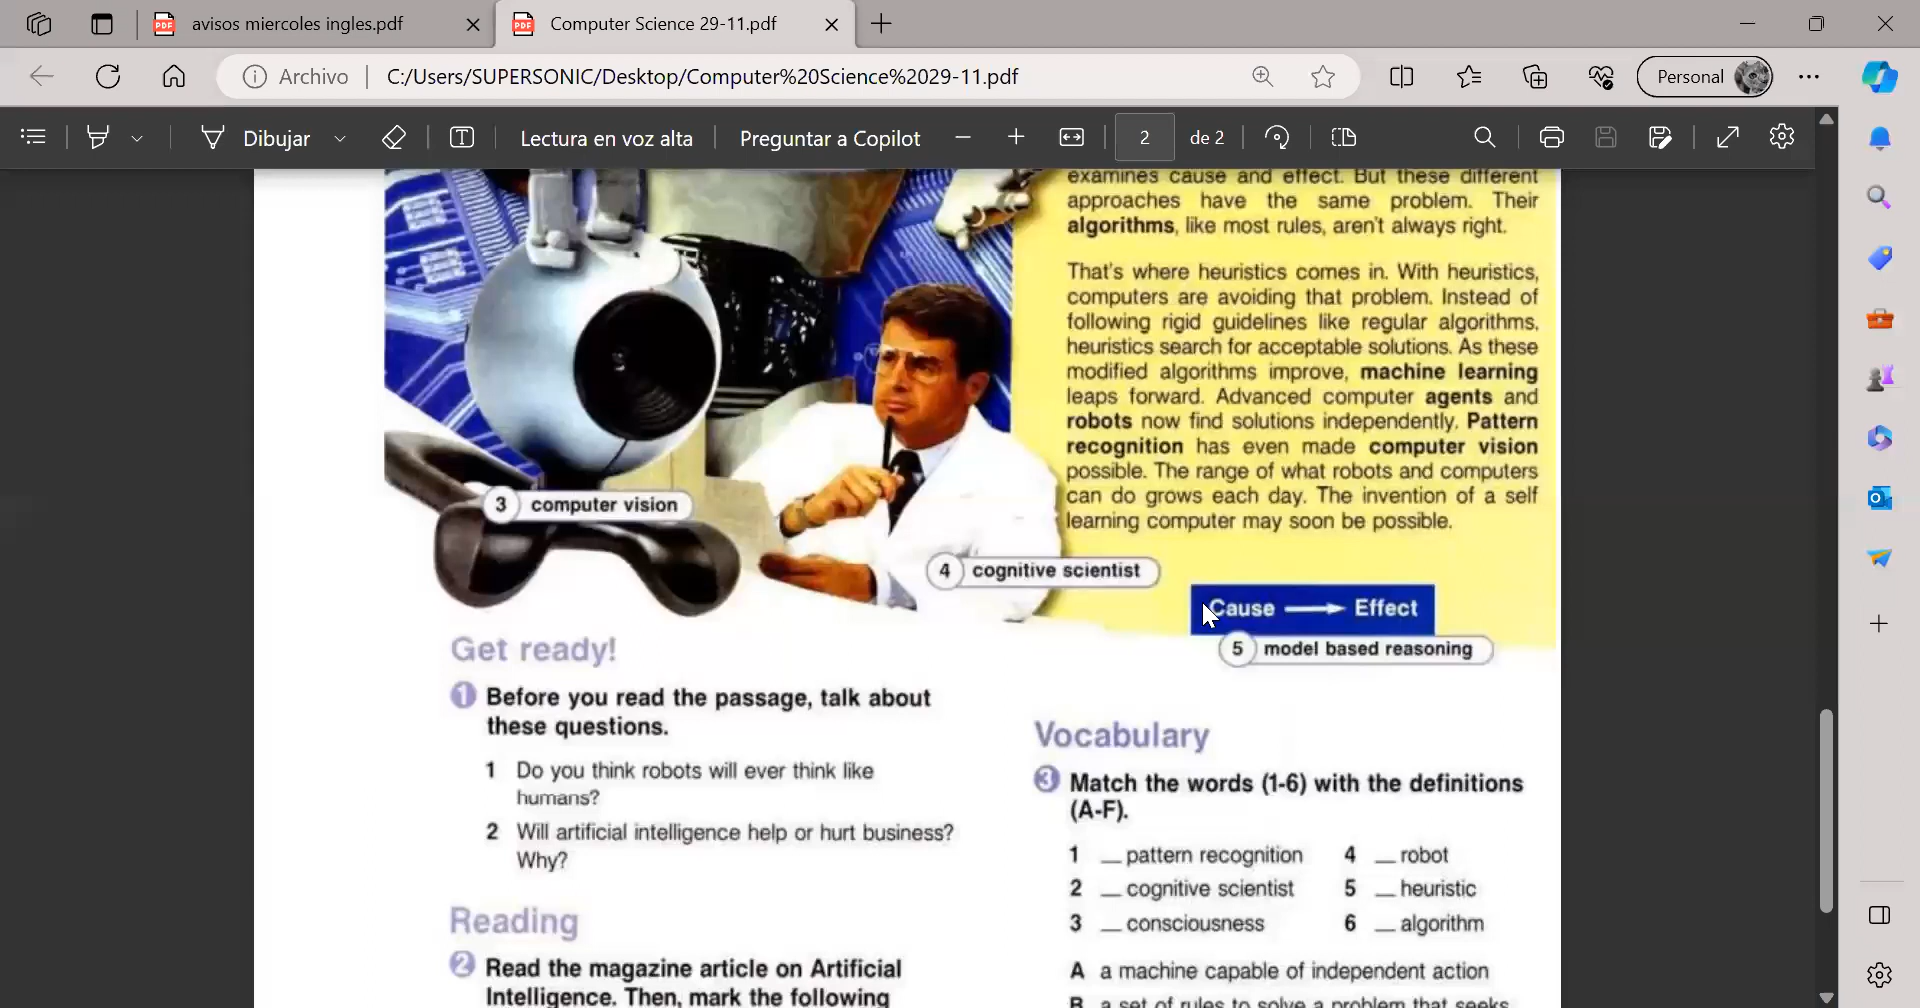 avisos miercoles ingles.pdf
Computer Science 29-11.pdf
Archivo
C:/Users/SUPERSONIC/Desktop/Computer%20Science%2029-11.pdf
Personal
Dibujar
Lectura en voz alta
Preguntar a Copilot
2
de 2
examines cause and effect. But these different
approaches have the same problem. Their
algorithms, like most rules, aren't always right.
That's where heuristics comes in. With heuristics,
computers are avoiding that problem. Instead of
following rigid guidelines like regular algorithms,
heuristics search for acceptable solutions. As these
modified algorithms improve, machine learning
leaps forward. Advanced computer agents and
robots now find solutions independently. Pattern
recognition has even made computer vision
possible. The range of what robots and computers
can do grows each day. The invention of a self
learning computer may soon be possible.
3 computer vision
4 cognitive scientist
Cause → Effect
5 model based reasoning
Get ready!
1 Before you read the passage, talk about
these questions.
1 Do you think robots will ever think like
humans?
2 Will artificial intelligence help or hurt business?
Why?
Reading
2 Read the magazine article on Artificial
Intelligence. Then, mark the following
Vocabulary
3 Match the words (1-6) with the definitions
(A-F).
1 __ pattern recognition
4 __ robot
2 __ cognitive scientist
5 __ heuristic
3 __ consciousness
6 __ algorithm
A a machine capable of independent action
B a set of rules to solve a problem that seeks